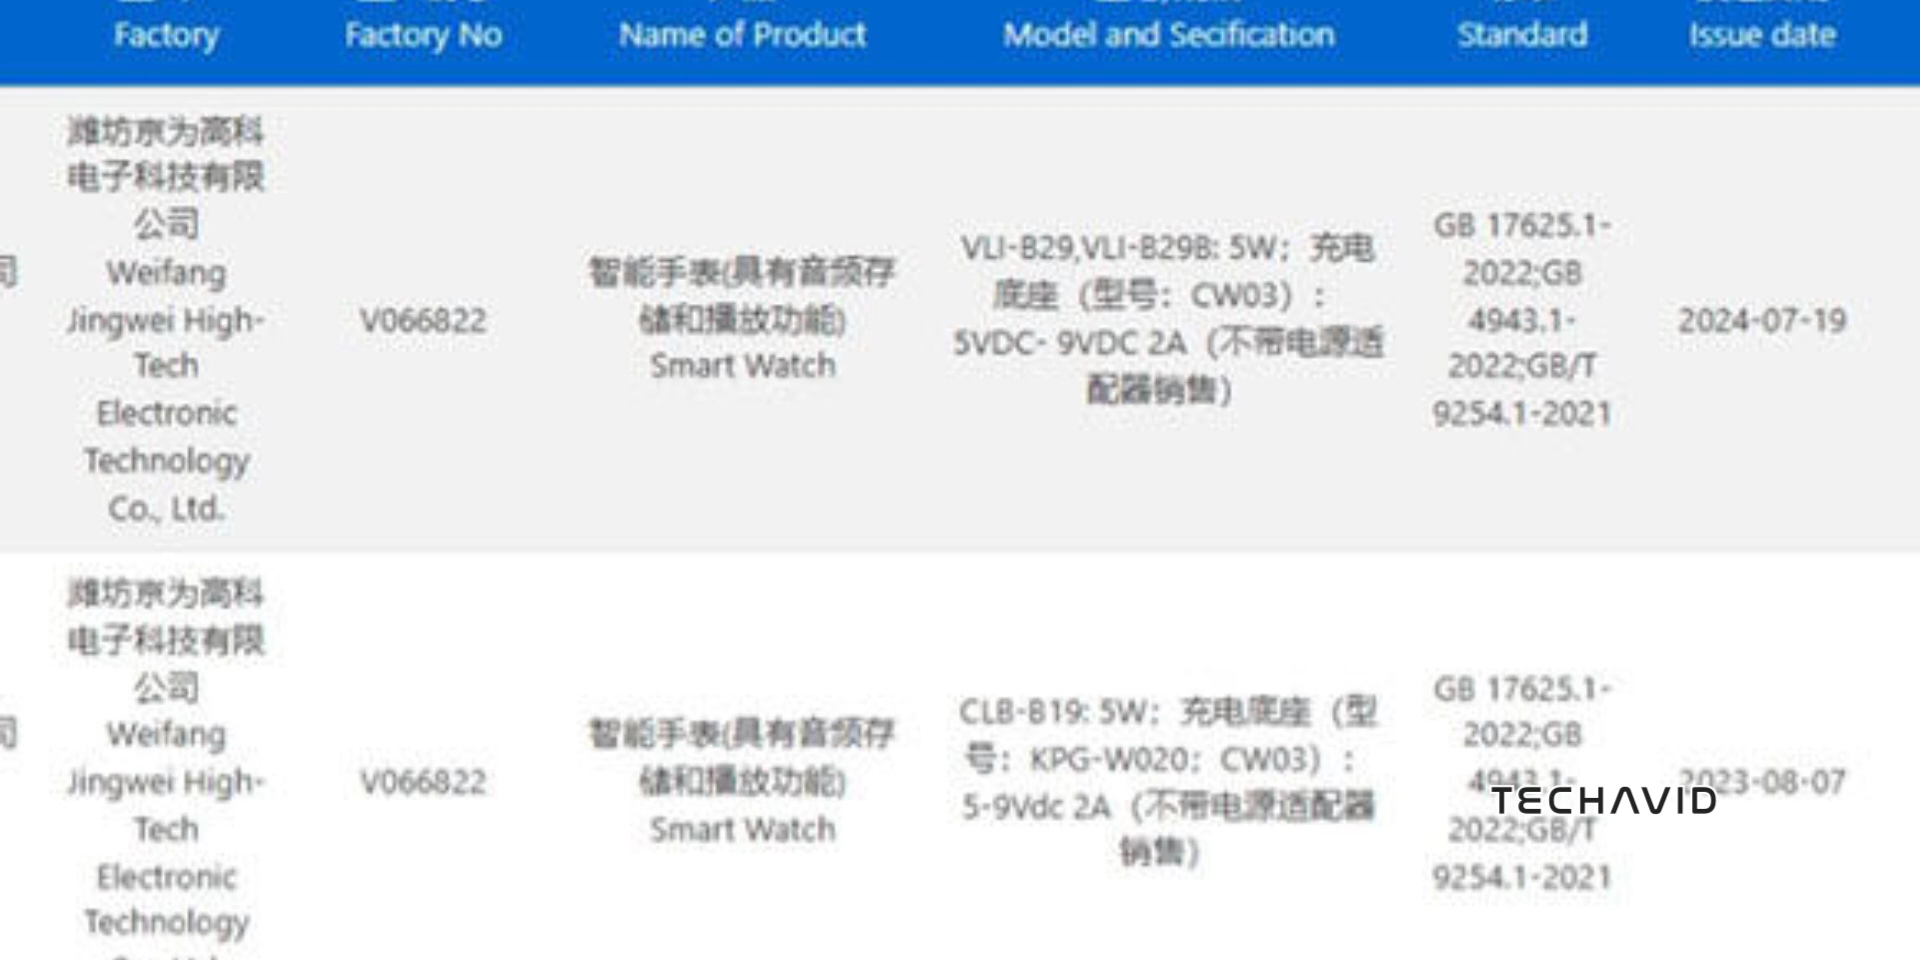 Factory
Factory No
Name of Product
Model and Secification
Standard
Issue date
司
潍坊京为高科
电子科技有限
公司
Weifang
Jingwei High-
Tech
Electronic
Technology
Co., Ltd.
V066822
智能手表(具有音频存
储和播放功能)
Smart Watch
VLI-B29,VLI-B29B: 5W；充电
底座（型号：CW03）：
5VDC- 9VDC 2A（不带电源适
配器销售）
GB 17625.1-
2022;GB
4943.1-
2022;GB/T
9254.1-2021
2024-07-19
司
潍坊京为高科
电子科技有限
公司
Weifang
Jingwei High-
Tech
Electronic
Technology
V066822
智能手表(具有音频存
储和播放功能)
Smart Watch
CLB-B19: 5W；充电底座（型
号：KPG-W020；CW03）：
5-9Vdc 2A（不带电源适配器
销售）
GB 17625.1-
2022;GB
4943.1-
2022;GB/T
9254.1-2021
2023-08-07
TECHAVID